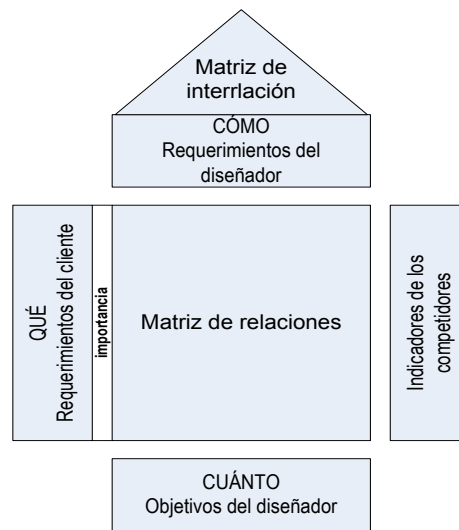 Matriz de
interrlación
CÓMO
Requerimientos del
diseñador
QUÉ
Requerimientos del cliente
importancia
Matriz de relaciones
Indicadores de los
competidores
CUÁNTO
Objetivos del diseñador